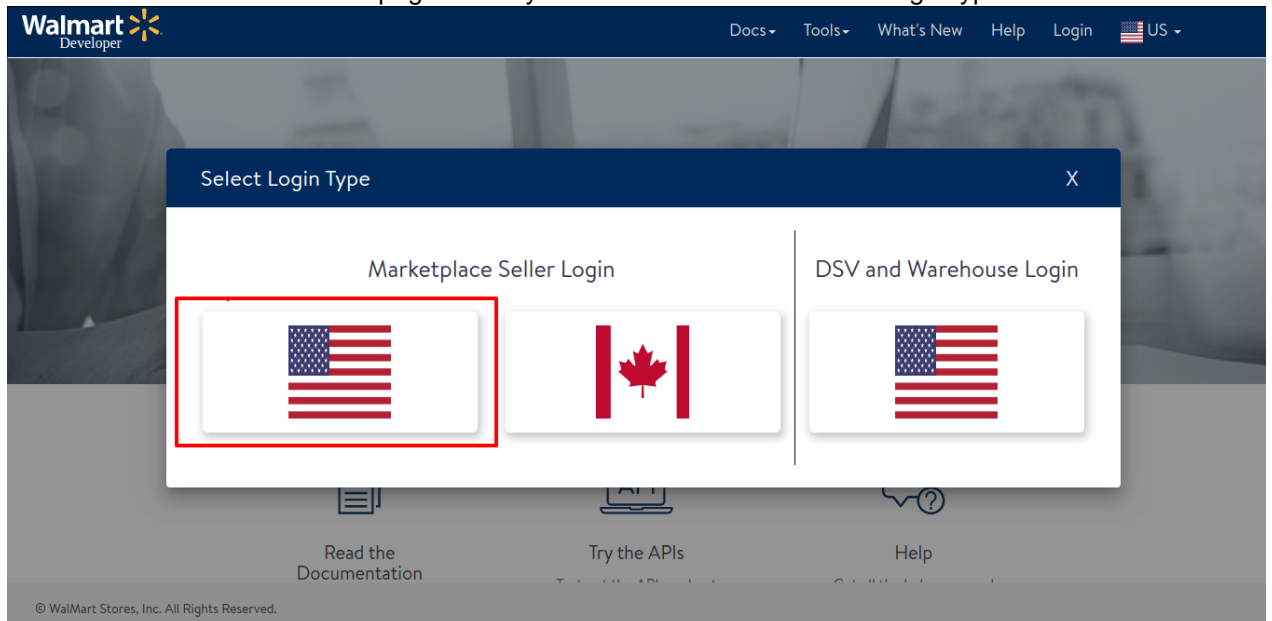 Walmart
Developer
Docs
Tools
What's New
Help
Login
US
Select Login Type
X
Marketplace Seller Login
DSV and Warehouse Login
Read the
Documentation
Try the APIs
Help
© WalMart Stores, Inc. All Rights Reserved.